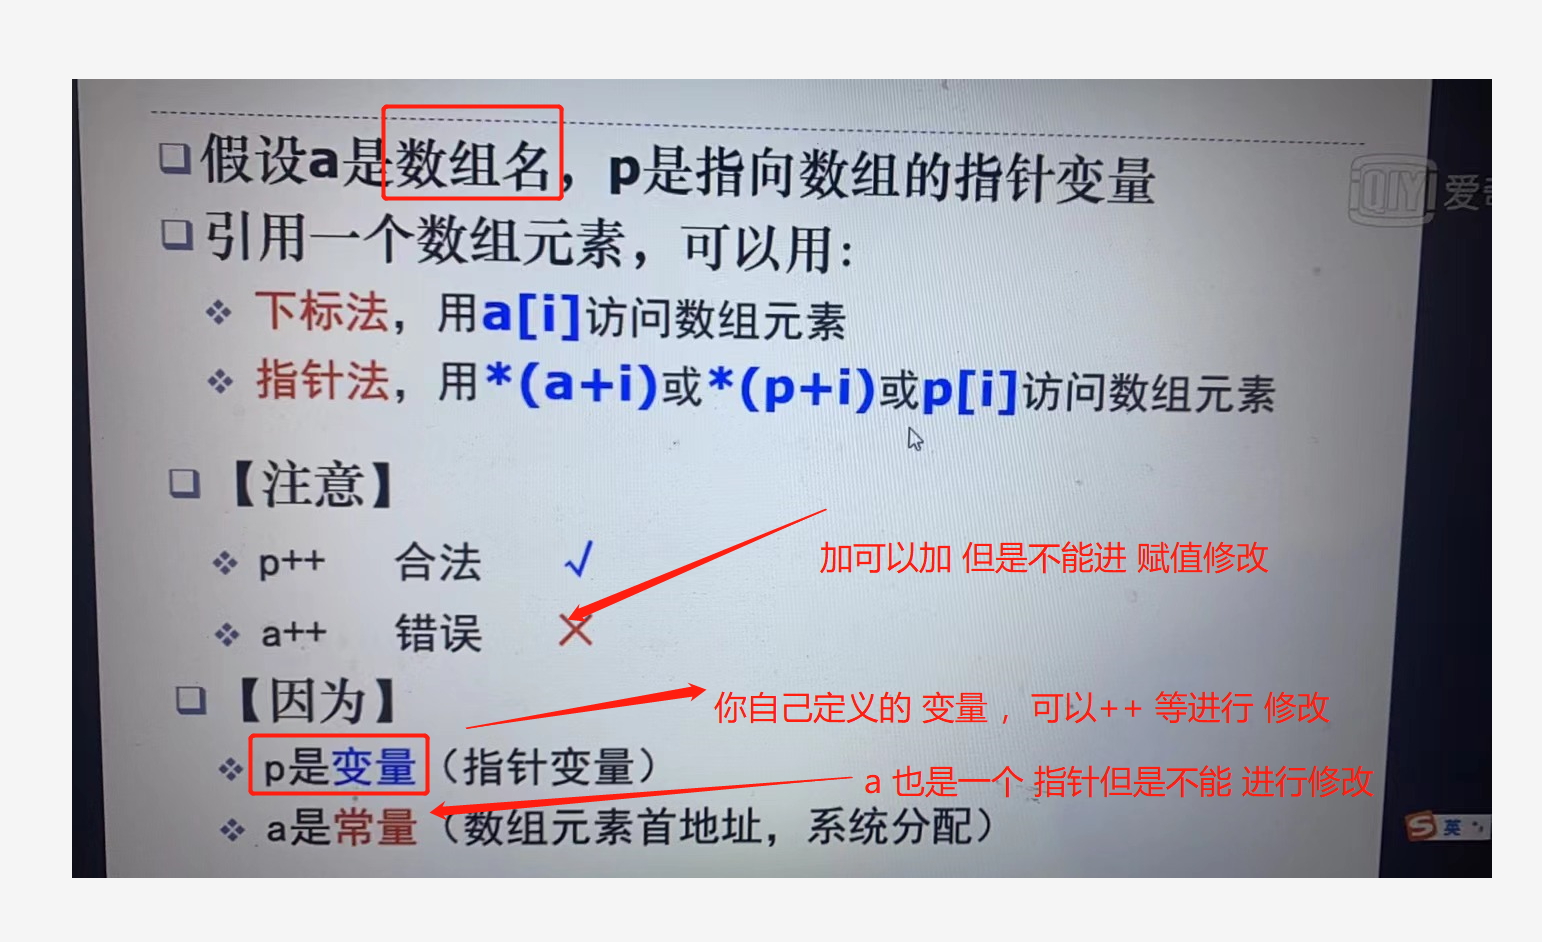 假设a是数组名，p是指向数组的指针变量
iQIYI 爱奇
引用一个数组元素，可以用：
下标法，用a[i]访问数组元素
指针法，用*(a+i)或*(p+i)或p[i]访问数组元素
【注意】
p++ 合法 √
加可以加 但是不能进 赋值修改
a++ 错误 ×
【因为】
你自己定义的 变量 ，可以++ 等进行 修改
p是变量（指针变量）
a 也是一个 指针但是不能 进行修改
a是常量（数组元素首地址，系统分配）
S 英